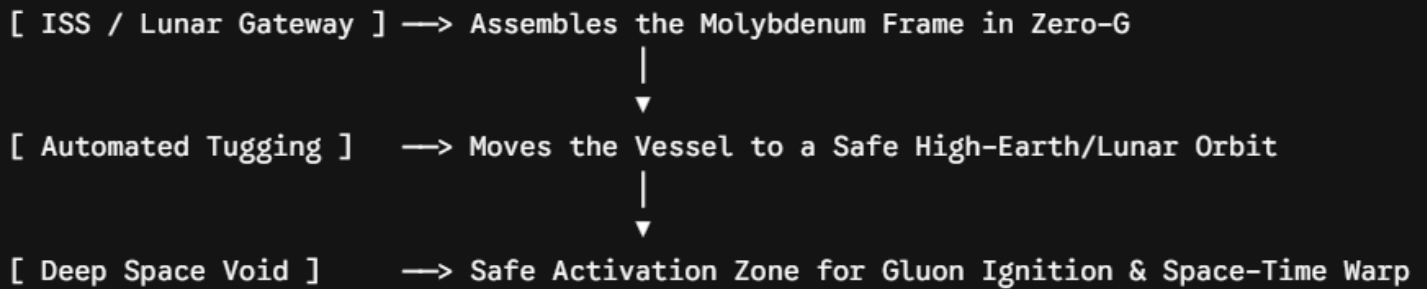 [ ISS / Lunar Gateway ] ──> Assembles the Molybdenum Frame in Zero-G
│
▼
[ Automated Tugging ] ──> Moves the Vessel to a Safe High-Earth/Lunar Orbit
│
▼
[ Deep Space Void ] ──> Safe Activation Zone for Gluon Ignition & Space-Time Warp